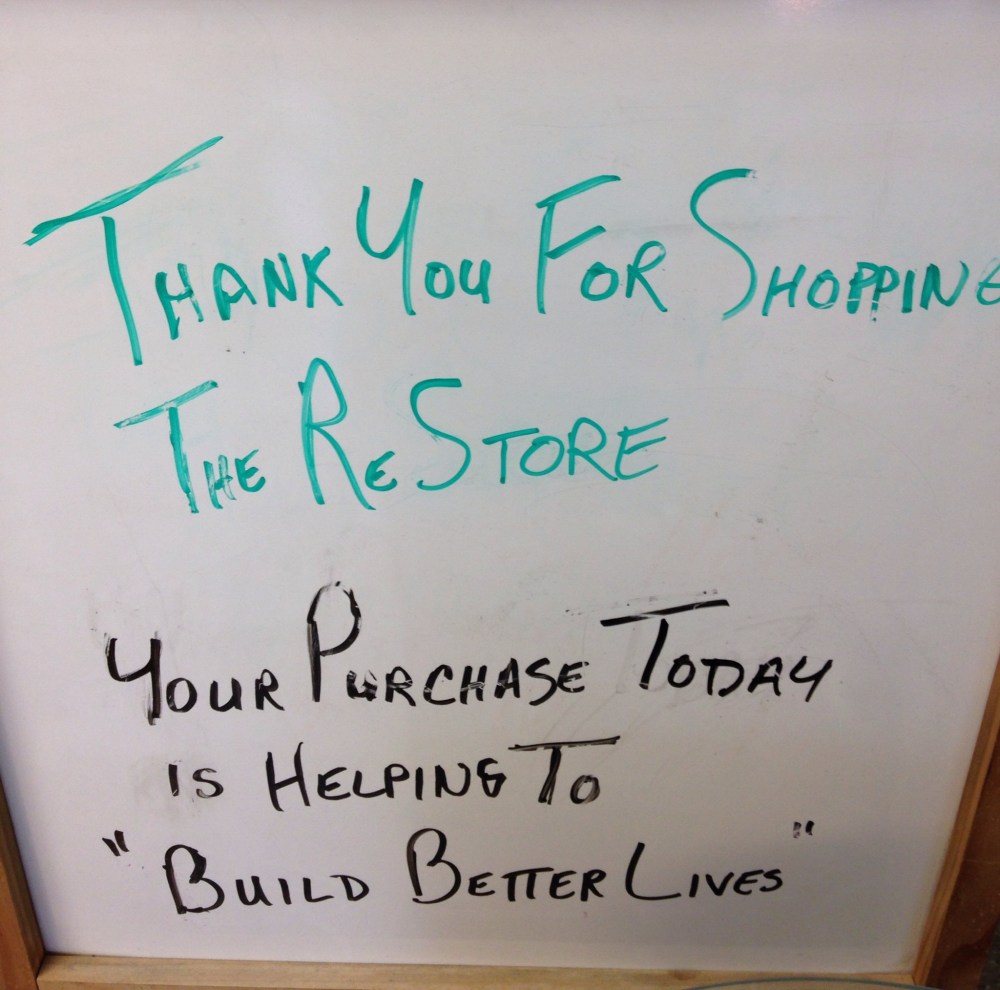 THANK YOU FOR SHOPPING
THE RESTORE
YOUR PURCHASE TODAY
IS HELPING TO
"BUILD BETTER LIVES"